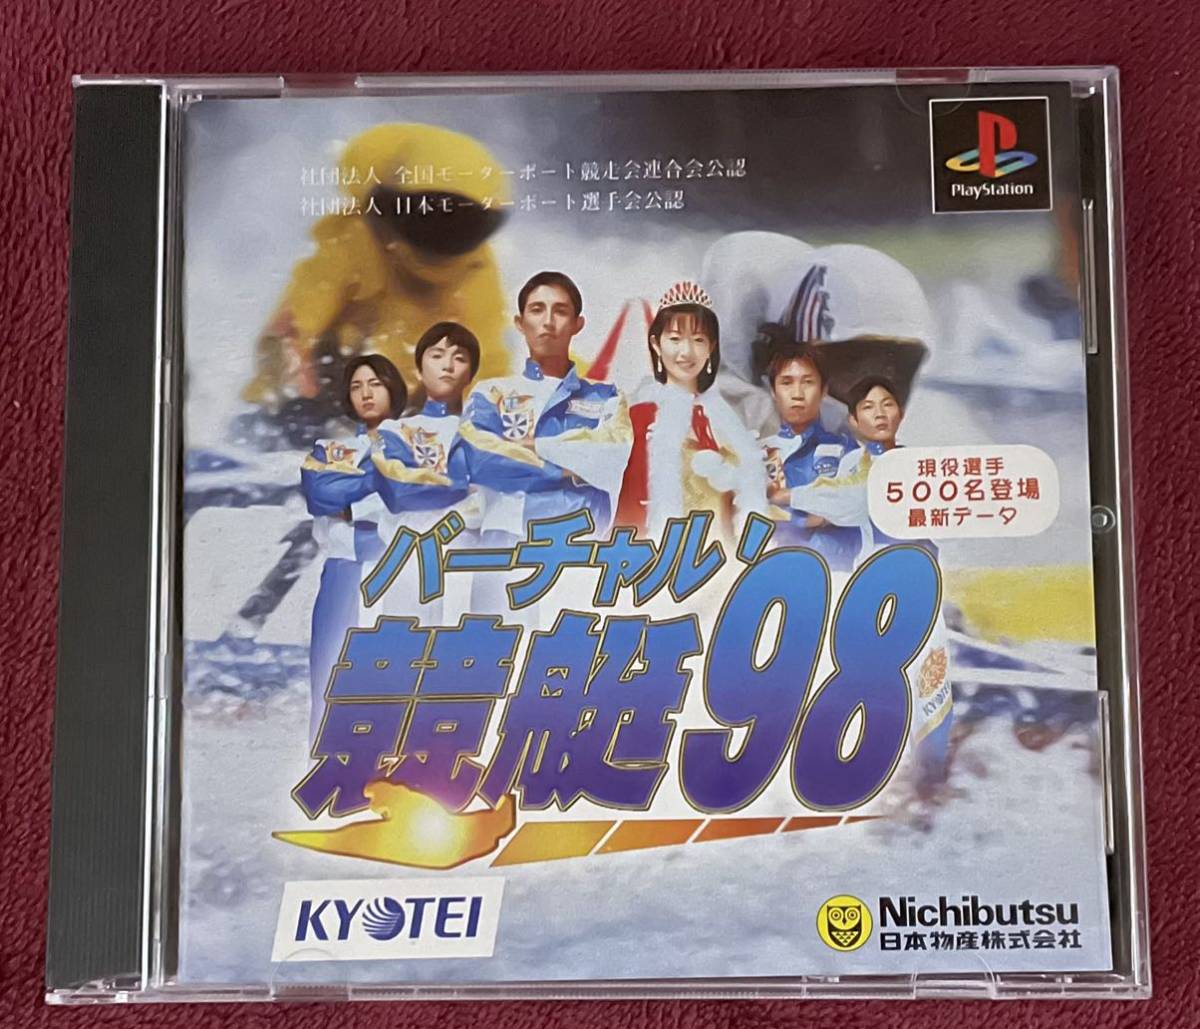 社団法人 全国モーターボート競走会連合会公認
社団法人 日本モーターボート選手会公認
PlayStation
現役選手
500名登場
最新データ
バーチャル
競艇'98
KYOTEI
KYOTEI
Nichibutsu
日本物産株式会社